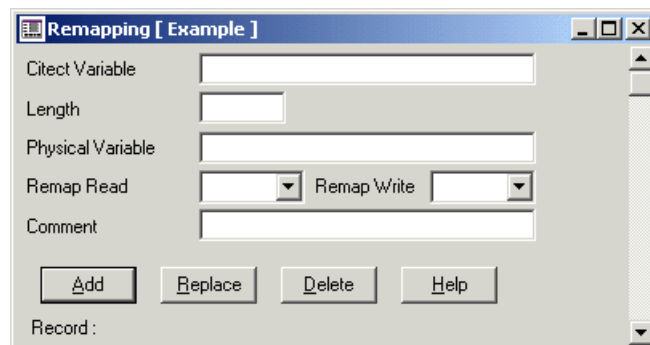 Remapping [ Example ]
Citect Variable
Length
Physical Variable
Remap Read Remap Write
Comment
Add Replace Delete Help
Record :